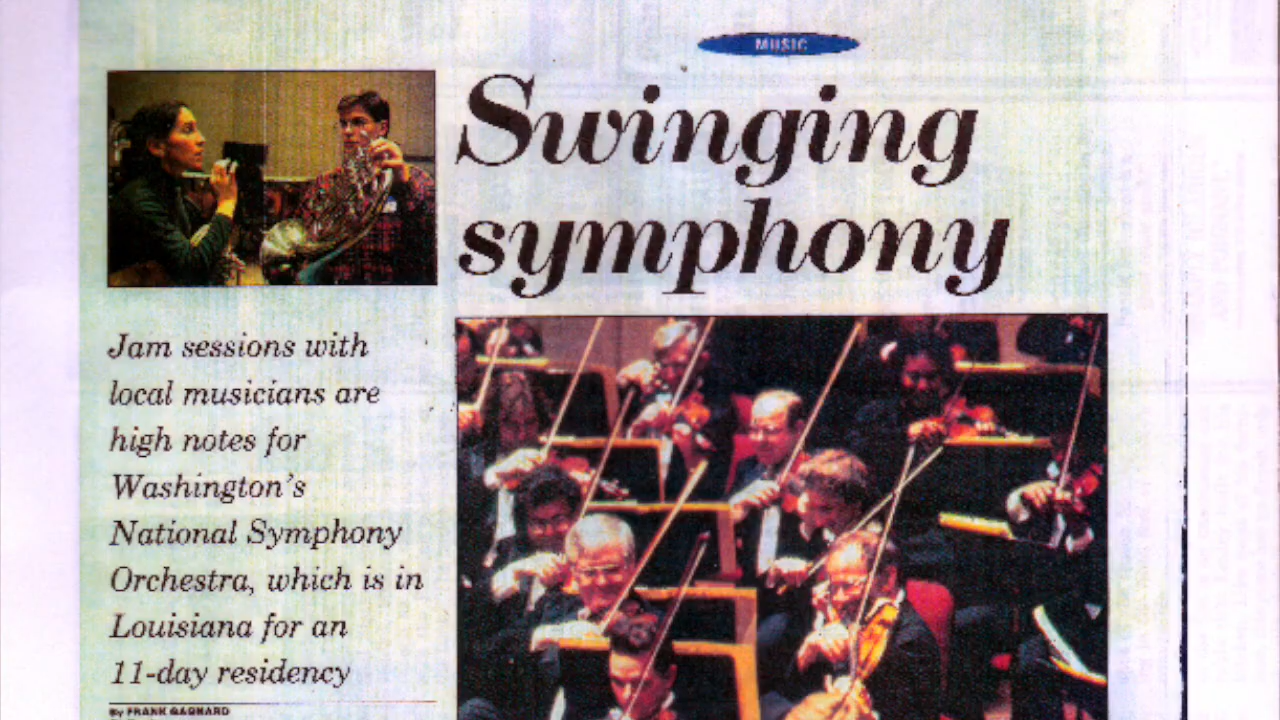 MUSIC
Swinging
symphony
Jam sessions with
local musicians are
high notes for
Washington's
National Symphony
Orchestra, which is in
Louisiana for an
11-day residency
By FRANK GAGNARD